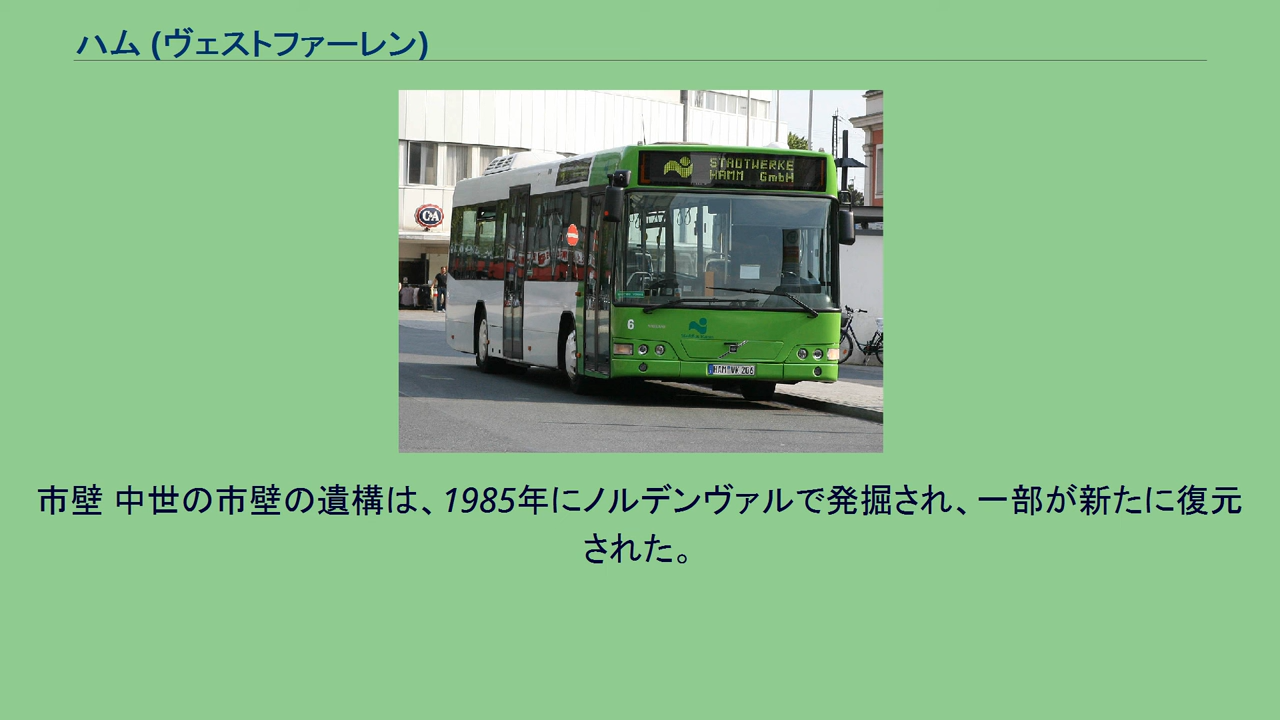 ハム (ヴェストファーレン)
STADTWERKE
HAMM GmbH
C&A
6
市壁 中世の市壁の遺構は、1985年にノルデンヴァルで発掘され、一部が新たに復元
された。